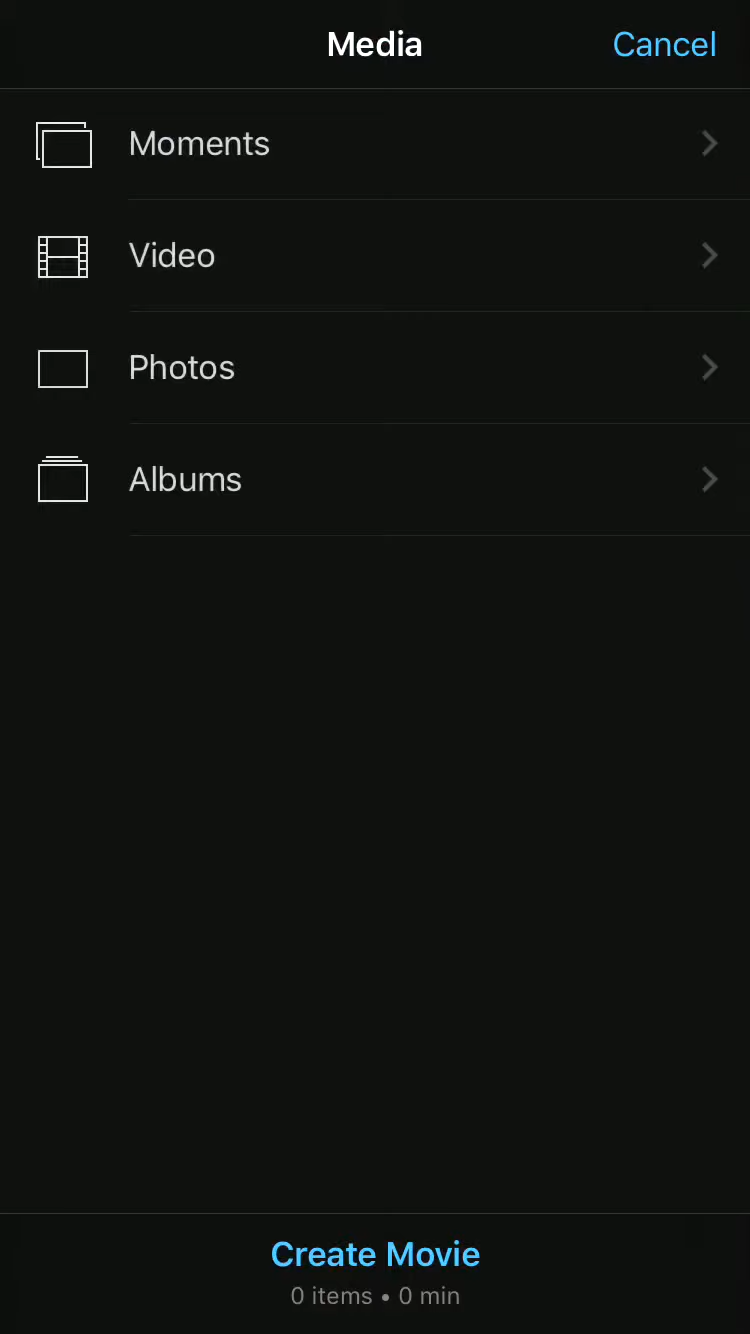 Media
Cancel
Moments
Video
Photos
Albums
Create Movie
0 items • 0 min